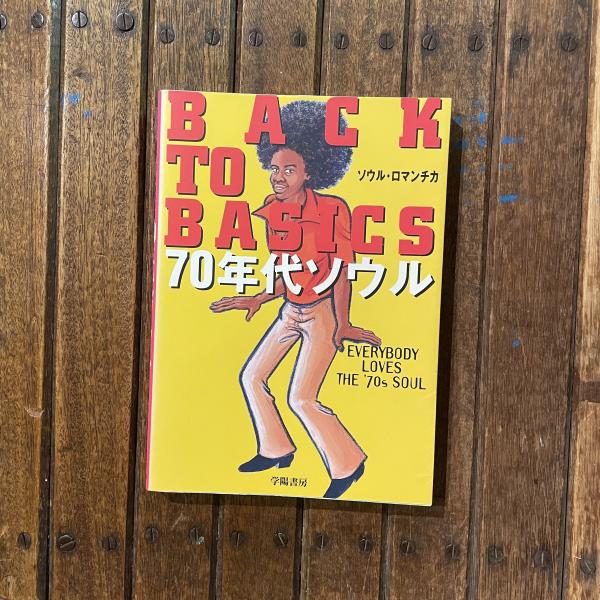 BACK
TO
ソウル・ロマンチカ
BASICS
70年代ソウル
EVERYBODY
LOVES
THE '70s SOUL
学陽書房